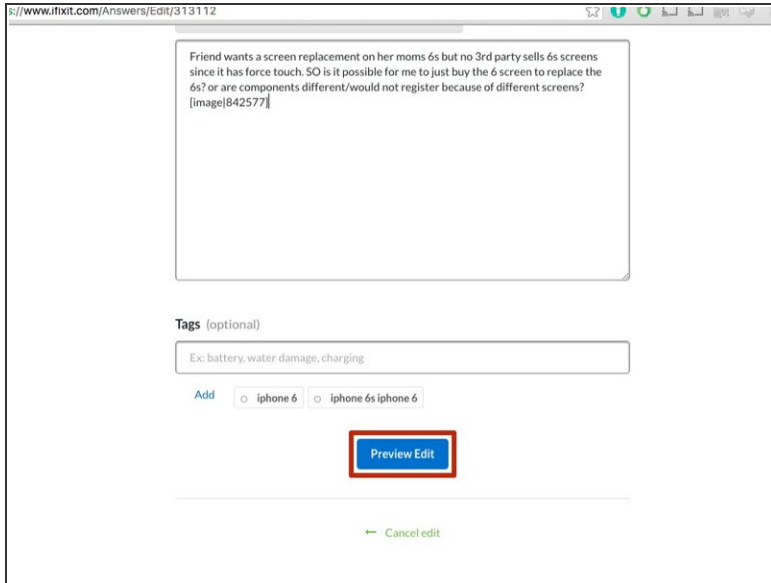 s://www.ifixit.com/Answers/Edit/313112
Friend wants a screen replacement on her moms 6s but no 3rd party sells 6s screens
since it has force touch. SO is it possible for me to just buy the 6 screen to replace the
6s? or are components different/would not register because of different screens?
[image|842577]
Tags (optional)
Ex: battery, water damage, charging
Add
iphone 6
iphone 6s iphone 6
Preview Edit
← Cancel edit